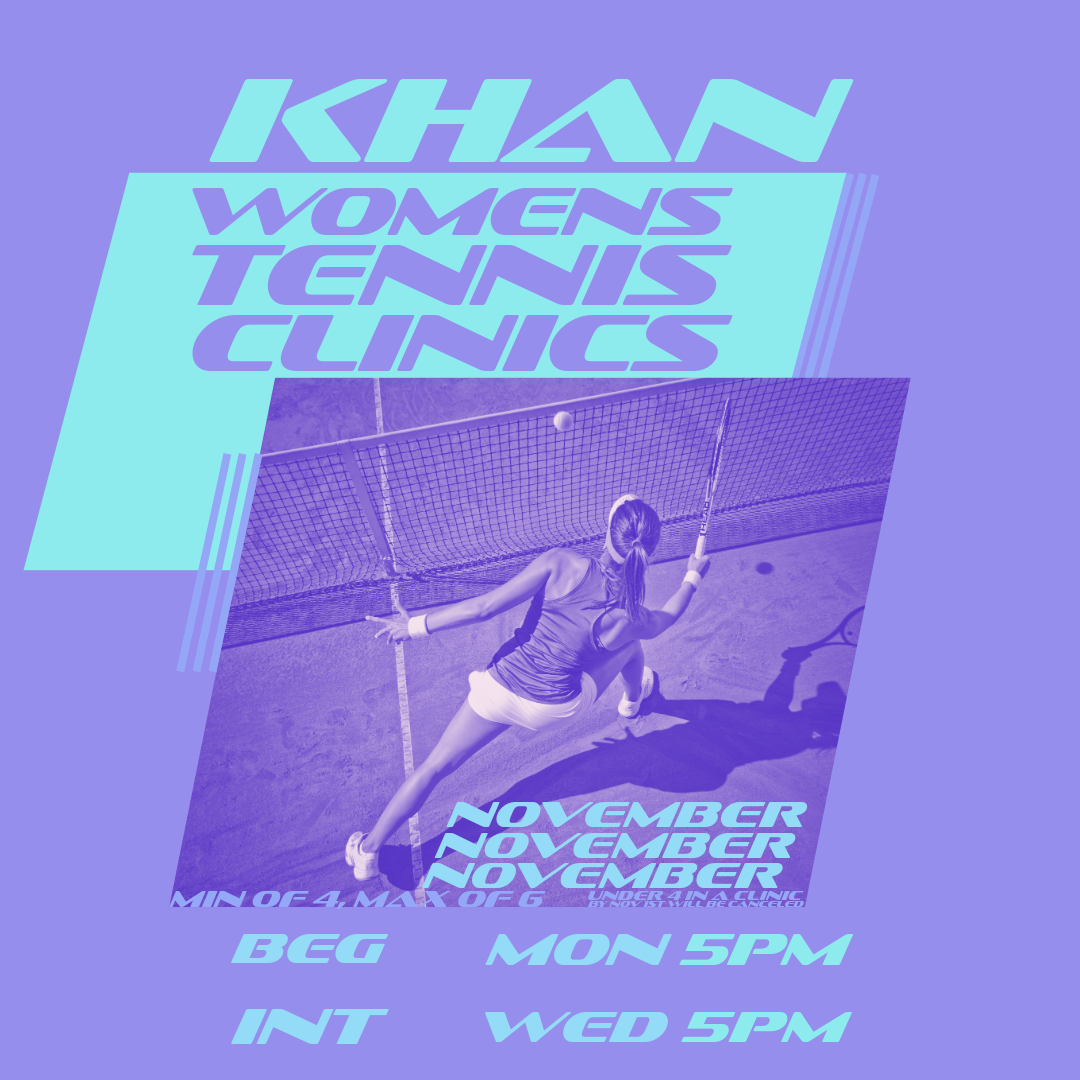 KHAN
WOMENS
TENNIS
CLINICS
NOVEMBER
NOVEMBER
NOVEMBER
MIN OF 4, MAX OF 6
UNDER 4 IN A CLINIC
BY NOV 1ST WILL BE CANCELED
BEG MON 5PM
INT WED 5PM